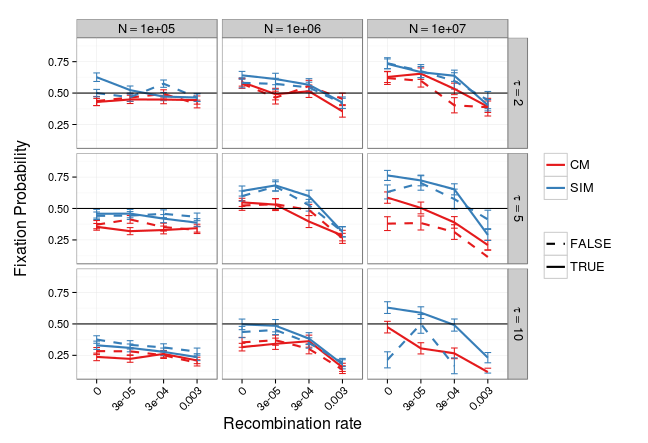 N = 1e+05 N = 1e+06 N = 1e+07
0.75
0.50
0.25
τ = 2
0.75
0.50
0.25
τ = 5
0.75
0.50
0.25
τ = 10
Fixation Probability
0 3e-05 3e-04 0.003 0 3e-05 3e-04 0.003 0 3e-05 3e-04 0.003
Recombination rate
CM
SIM
FALSE
TRUE